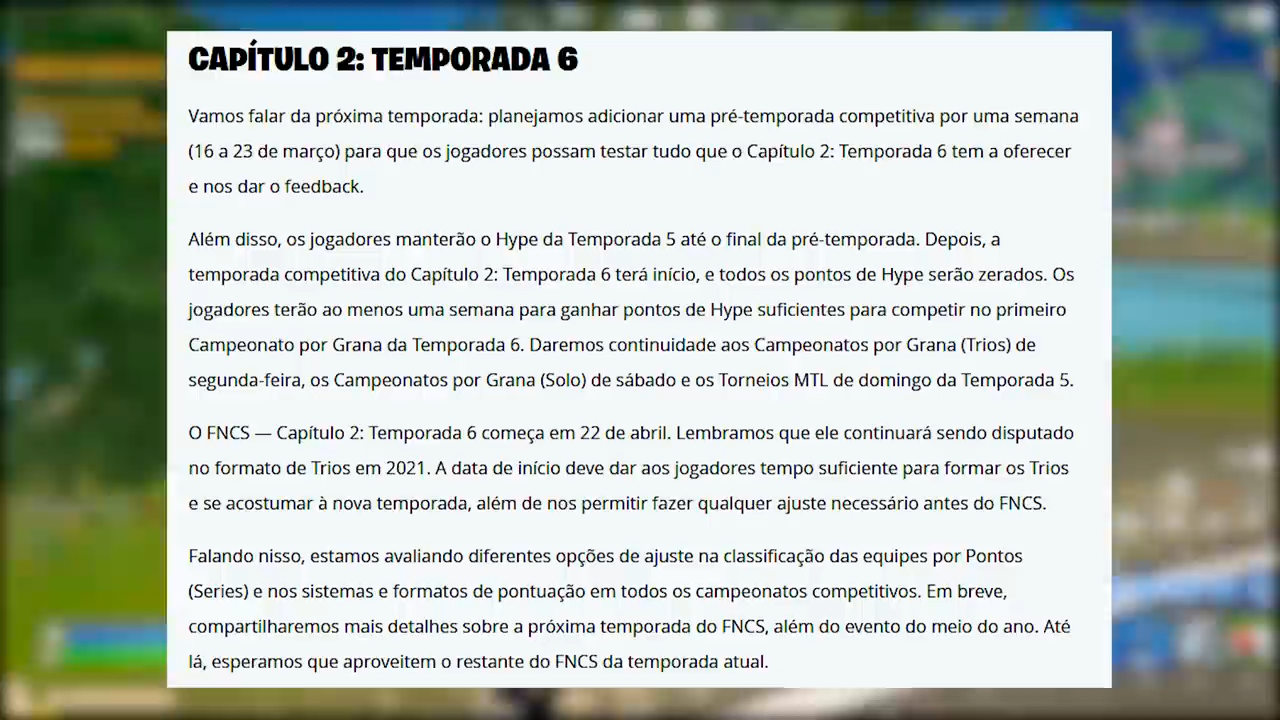 CAPÍTULO 2: TEMPORADA 6
Vamos falar da próxima temporada: planejamos adicionar uma pré-temporada competitiva por uma semana
(16 a 23 de março) para que os jogadores possam testar tudo que o Capítulo 2: Temporada 6 tem a oferecer
e nos dar o feedback.
Além disso, os jogadores manterão o Hype da Temporada 5 até o final da pré-temporada. Depois, a
temporada competitiva do Capítulo 2: Temporada 6 terá início, e todos os pontos de Hype serão zerados. Os
jogadores terão ao menos uma semana para ganhar pontos de Hype suficientes para competir no primeiro
Campeonato por Grana da Temporada 6. Daremos continuidade aos Campeonatos por Grana (Trios) de
segunda-feira, os Campeonatos por Grana (Solo) de sábado e os Torneios MTL de domingo da Temporada 5.
O FNCS — Capítulo 2: Temporada 6 começa em 22 de abril. Lembramos que ele continuará sendo disputado
no formato de Trios em 2021. A data de início deve dar aos jogadores tempo suficiente para formar os Trios
e se acostumar à nova temporada, além de nos permitir fazer qualquer ajuste necessário antes do FNCS.
Falando nisso, estamos avaliando diferentes opções de ajuste na classificação das equipes por Pontos
(Series) e nos sistemas e formatos de pontuação em todos os campeonatos competitivos. Em breve,
compartilharemos mais detalhes sobre a próxima temporada do FNCS, além do evento do meio do ano. Até
lá, esperamos que aproveitem o restante do FNCS da temporada atual.